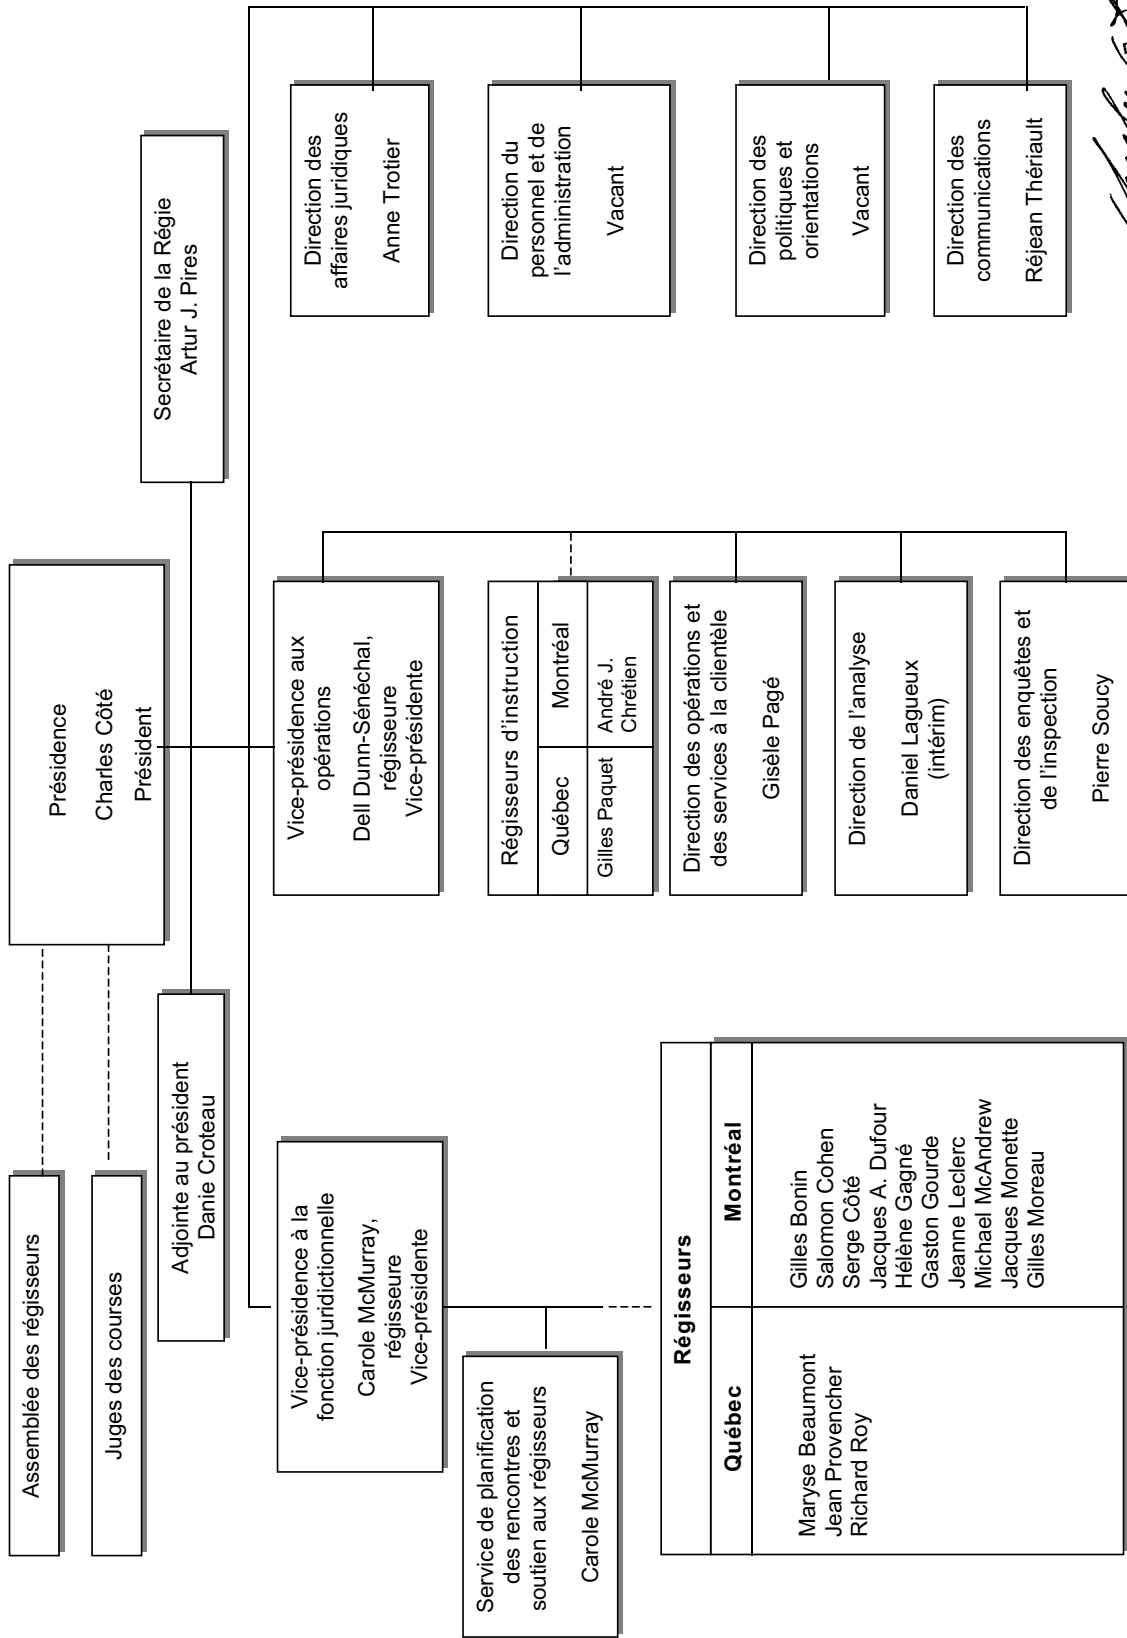 Assemblée des régisseurs
Juges des courses
Présidence
Charles Côté
Président
Adjointe au président
Danie Croteau
Secrétaire de la Régie
Artur J. Pires
Vice-présidence à la
fonction juridictionnelle
Carole McMurray,
régisseure
Vice-présidente
Service de planification
des rencontres et
soutien aux régisseurs
Carole McMurray
Régisseurs
Québec
Montréal
Maryse Beaumont
Jean Provencher
Richard Roy
Gilles Bonin
Salomon Cohen
Serge Côté
Jacques A. Dufour
Hélène Gagné
Gaston Gourde
Jeanne Leclerc
Michael McAndrew
Jacques Monette
Gilles Moreau
Vice-présidence aux
opérations
Dell Dunn-Sénéchal,
régisseure
Vice-présidente
Régisseurs d'instruction
Québec
Montréal
Gilles Paquet
André J.
Chrétien
Direction des opérations et
des services à la clientèle
Gisèle Pagé
Direction de l'analyse
Daniel Lagueux
(intérim)
Direction des enquêtes et
de l'inspection
Pierre Soucy
Direction des
affaires juridiques
Anne Trotier
Direction du
personnel et de
l'administration
Vacant
Direction des
politiques et
orientations
Vacant
Direction des
communications
Réjean Thériault